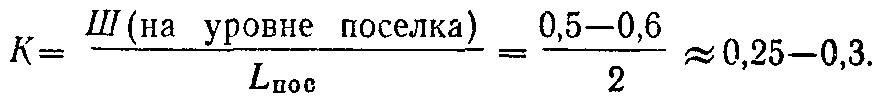 K = Ш (на уровне поселка) / Lпос = 0,5—0,6 / 2 ≈ 0,25—0,3.